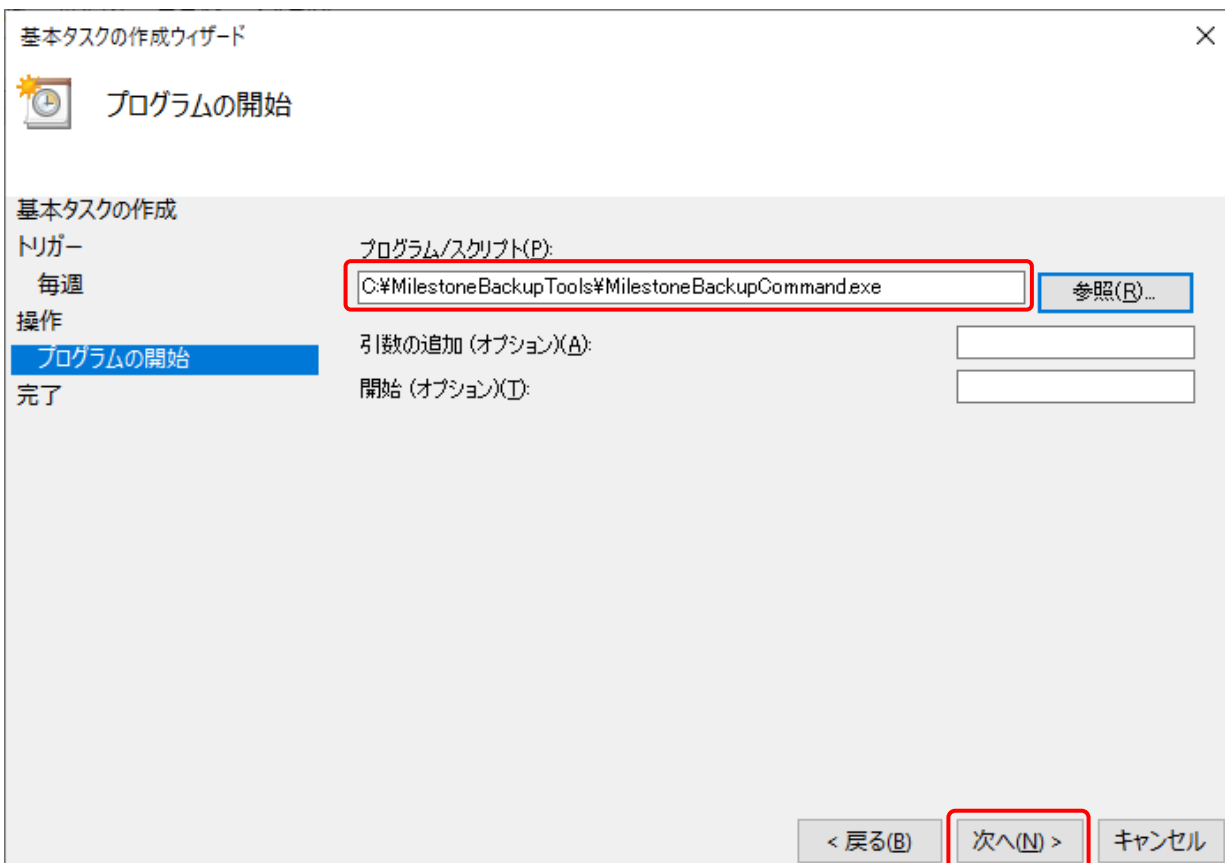 基本タスクの作成ウィザード
プログラムの開始
基本タスクの作成
トリガー
毎週
操作
プログラムの開始
完了
プログラム/スクリプト(P):
C:¥MilestoneBackupTools¥MilestoneBackupCommand.exe
参照(R)...
引数の追加 (オプション)(A):
開始 (オプション)(T):
< 戻る(B)
次へ(N) >
キャンセル